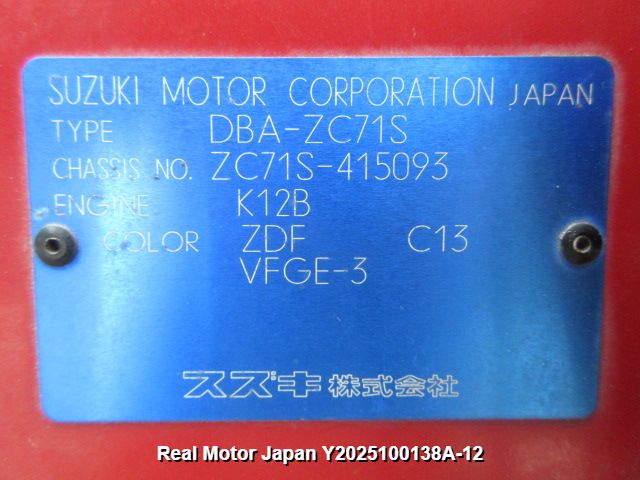 SUZUKI MOTOR CORPORATION JAPAN
TYPE DBA-ZC71S
CHASSIS NO. ZC71S-415093
ENGINE K12B
COLOR ZDF C13
VFGE-3
スズキ株式会社
Real Motor Japan Y2025100138A-12